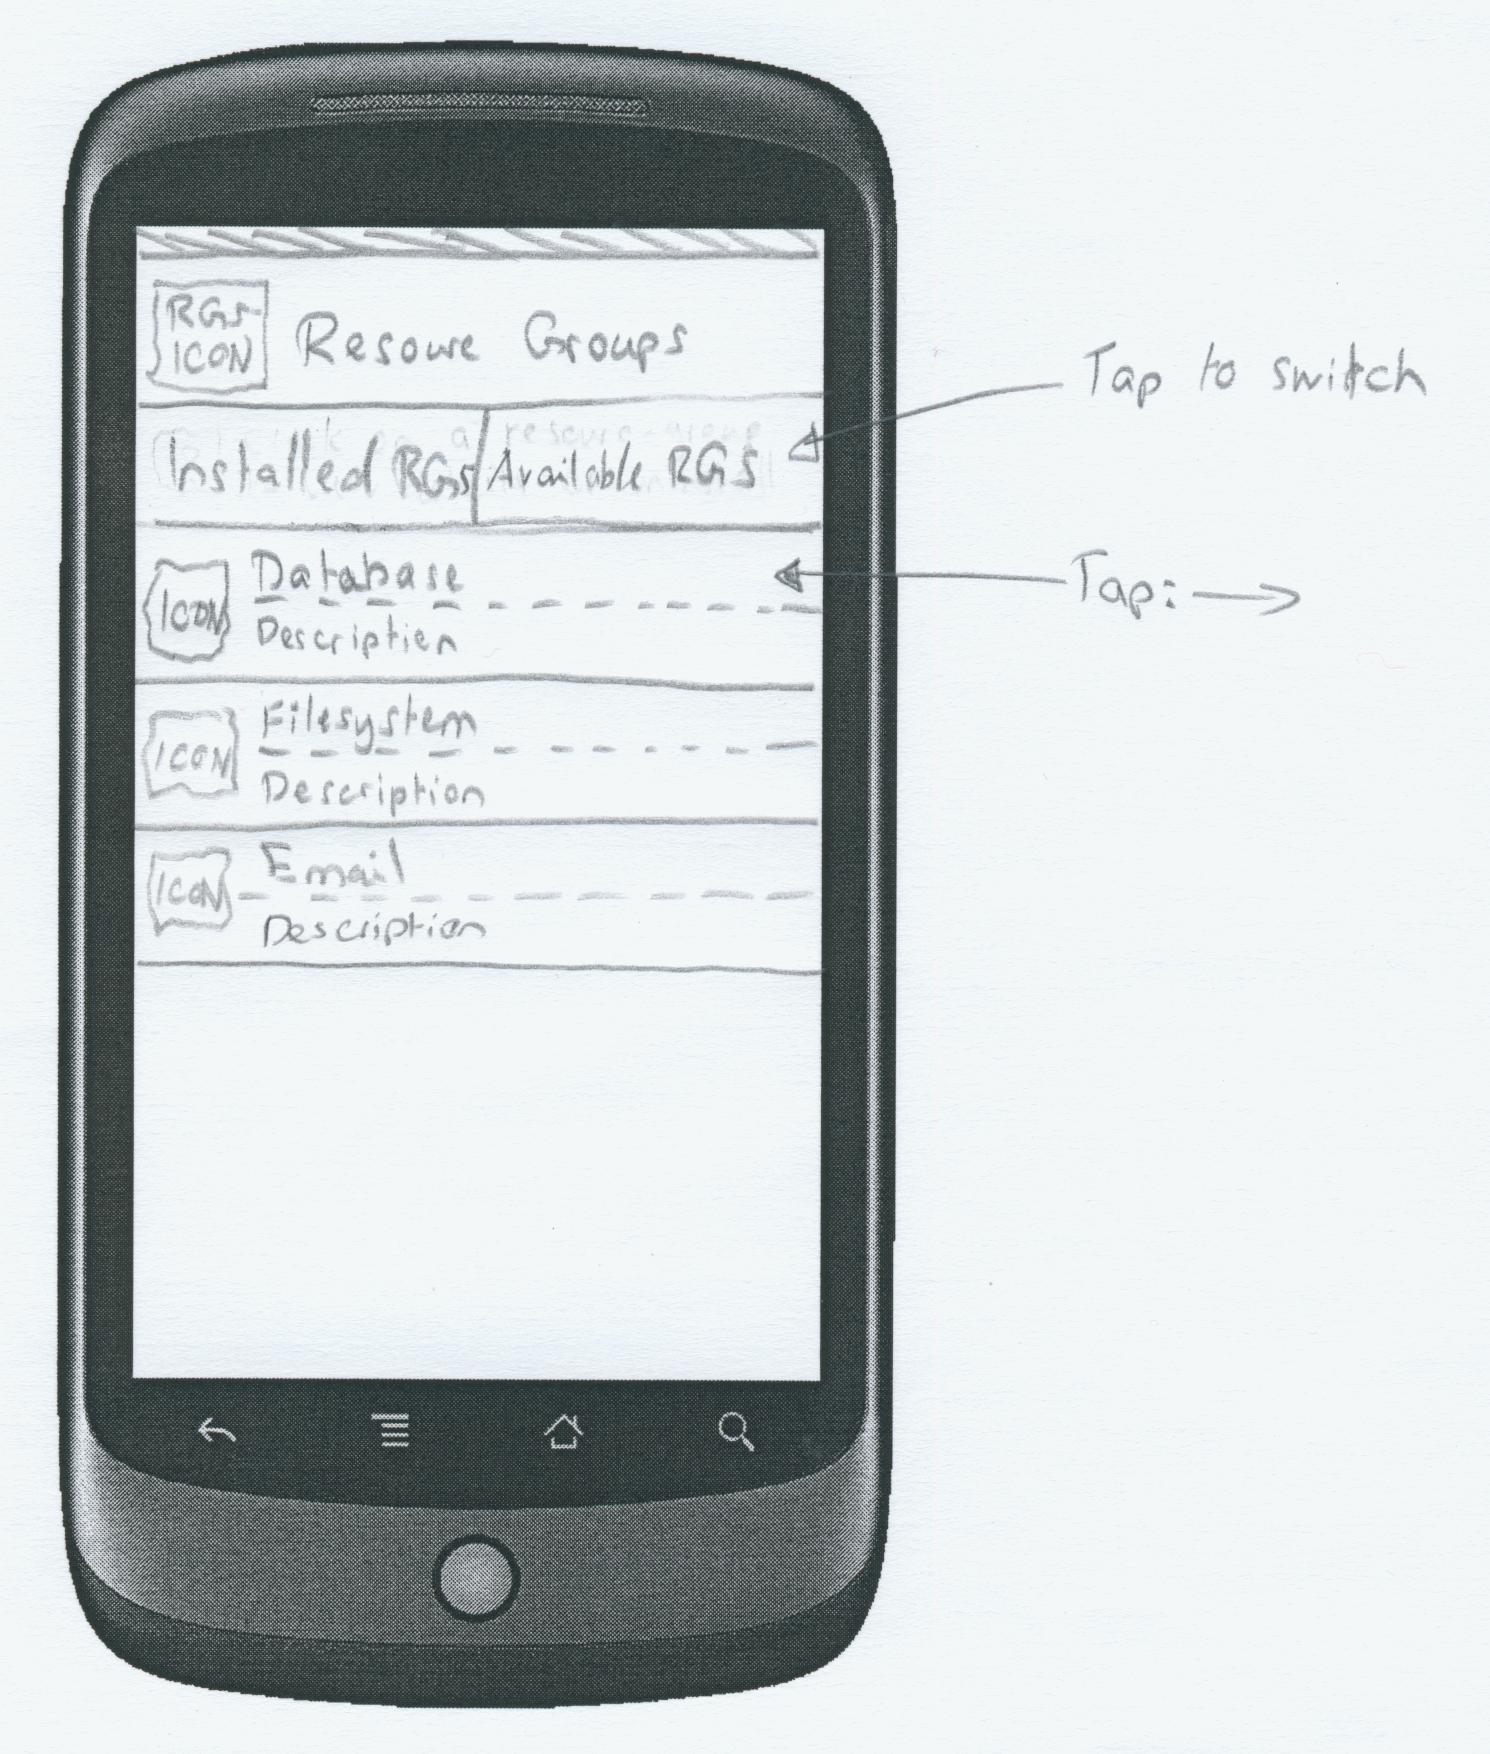 RGs-
ICON
Resoure Groups
Tap to switch
Installed RGs
Available RGs
Database
ICON
Description
Tap:
Filesystem
ICON
Description
Email
ICON
Description